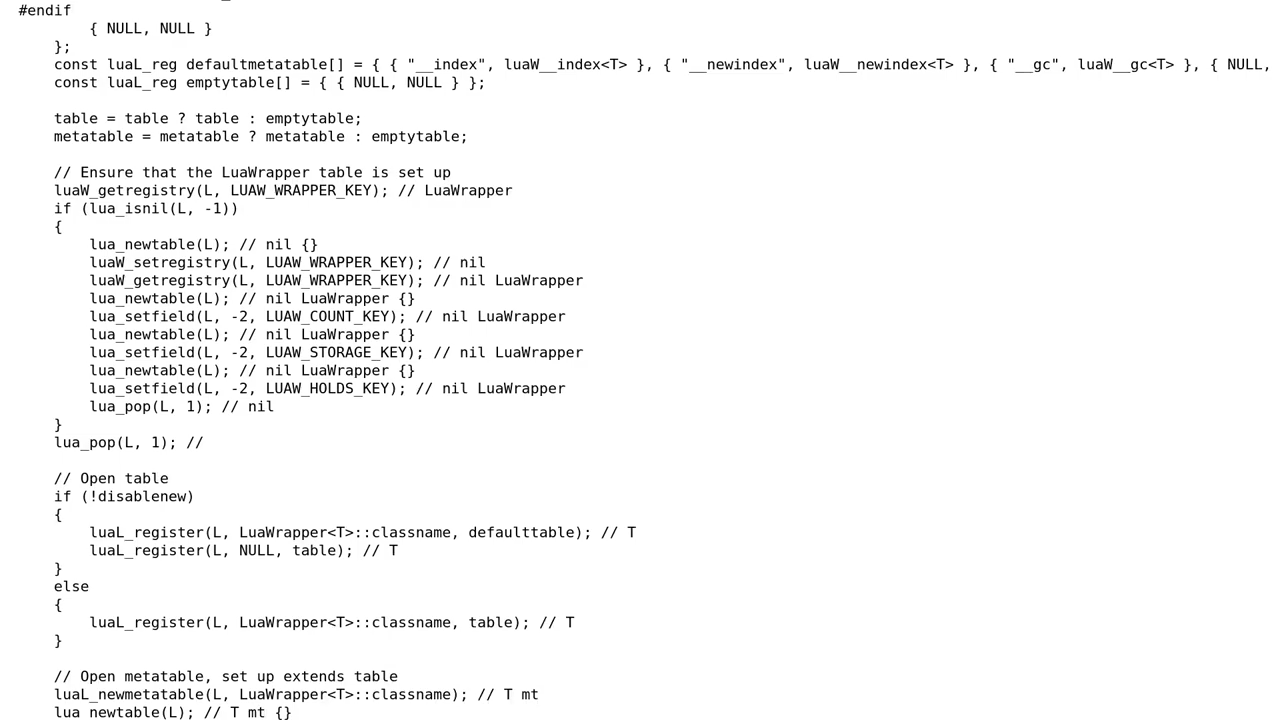 #endif
        { NULL, NULL }
    };
    const luaL_reg defaultmetatable[] = { { "__index", luaW__index<T> }, { "__newindex", luaW__newindex<T> }, { "__gc", luaW__gc<T> }, { NULL,
    const luaL_reg emptytable[] = { { NULL, NULL } };

    table = table ? table : emptytable;
    metatable = metatable ? metatable : emptytable;

    // Ensure that the LuaWrapper table is set up
    luaW_getregistry(L, LUAW_WRAPPER_KEY); // LuaWrapper
    if (lua_isnil(L, -1))
    {
        lua_newtable(L); // nil {}
        luaW_setregistry(L, LUAW_WRAPPER_KEY); // nil
        luaW_getregistry(L, LUAW_WRAPPER_KEY); // nil LuaWrapper
        lua_newtable(L); // nil LuaWrapper {}
        lua_setfield(L, -2, LUAW_COUNT_KEY); // nil LuaWrapper
        lua_newtable(L); // nil LuaWrapper {}
        lua_setfield(L, -2, LUAW_STORAGE_KEY); // nil LuaWrapper
        lua_newtable(L); // nil LuaWrapper {}
        lua_setfield(L, -2, LUAW_HOLDS_KEY); // nil LuaWrapper
        lua_pop(L, 1); // nil
    }
    lua_pop(L, 1); //

    // Open table
    if (!disablenew)
    {
        luaL_register(L, LuaWrapper<T>::classname, defaulttable); // T
        luaL_register(L, NULL, table); // T
    }
    else
    {
        luaL_register(L, LuaWrapper<T>::classname, table); // T
    }

    // Open metatable, set up extends table
    luaL_newmetatable(L, LuaWrapper<T>::classname); // T mt
    lua_newtable(L); // T mt {}